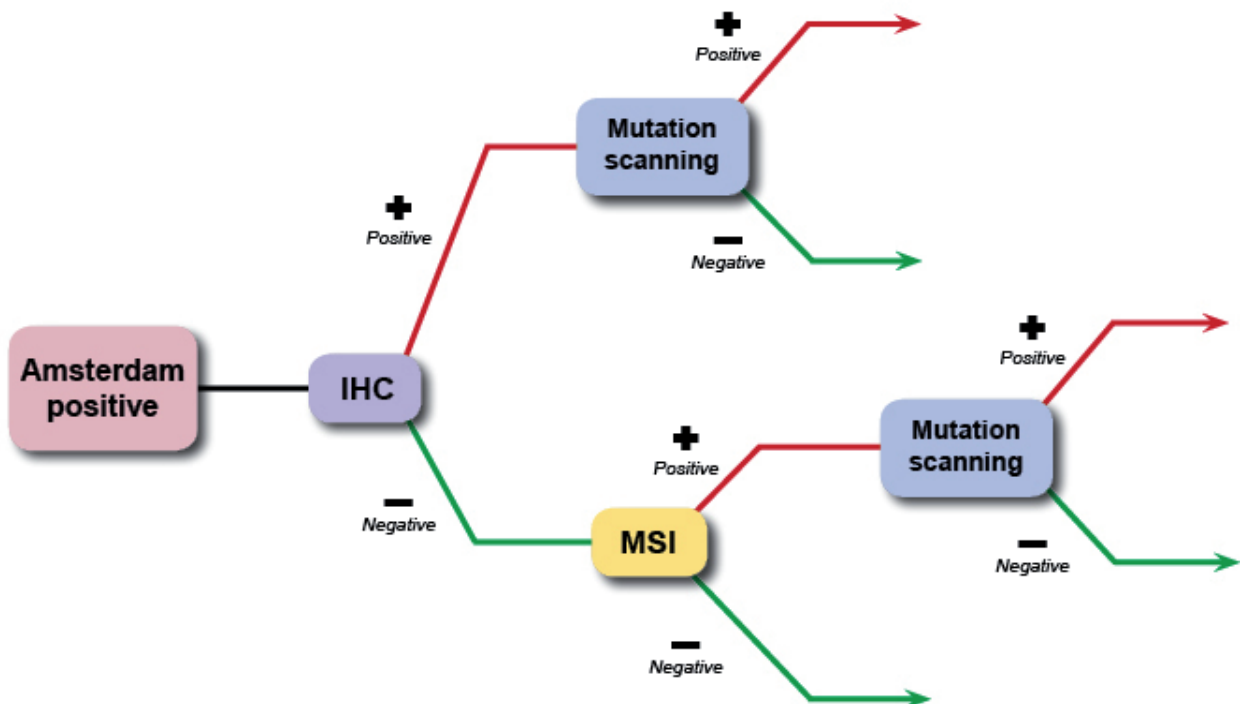 +
Positive
Mutation
scanning
+
Positive
−
Negative
Amsterdam
positive
IHC
+
Positive
Mutation
scanning
+
Positive
−
Negative
MSI
−
Negative
−
Negative